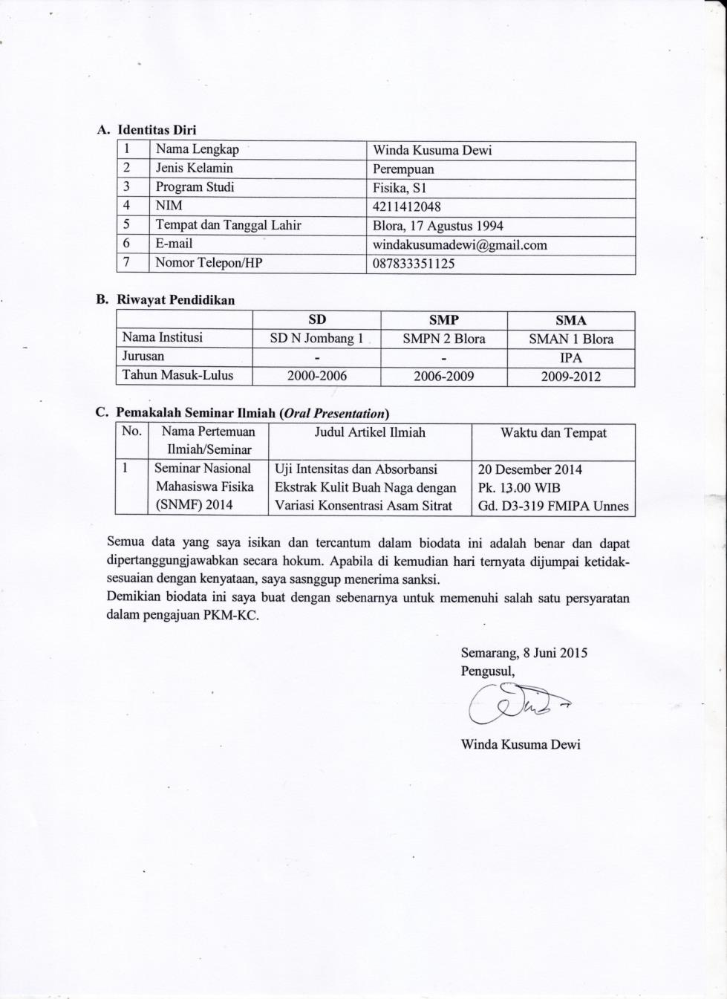 A. Identitas Diri
1 Nama Lengkap Winda Kusuma Dewi
2 Jenis Kelamin Perempuan
3 Program Studi Fisika, S1
4 NIM 4211412048
5 Tempat dan Tanggal Lahir Blora, 17 Agustus 1994
6 E-mail windakusumadewi@gmail.com
7 Nomor Telepon/HP 087833351125
B. Riwayat Pendidikan
SD SMP SMA
Nama Institusi SD N Jombang 1 SMPN 2 Blora SMAN 1 Blora
Jurusan - - IPA
Tahun Masuk-Lulus 2000-2006 2006-2009 2009-2012
C. Pemakalah Seminar Ilmiah (Oral Presentation)
No. Nama Pertemuan Judul Artikel Ilmiah Waktu dan Tempat
Ilmiah/Seminar
1 Seminar Nasional Uji Intensitas dan Absorbansi 20 Desember 2014
Mahasiswa Fisika Ekstrak Kulit Buah Naga dengan Pk. 13.00 WIB
(SNMF) 2014 Variasi Konsentrasi Asam Sitrat Gd. D3-319 FMIPA Unnes
Semua data yang saya isikan dan tercantum dalam biodata ini adalah benar dan dapat
dipertanggungjawabkan secara hokum. Apabila di kemudian hari ternyata dijumpai ketidak-
sesuaian dengan kenyataan, saya sasnggup menerima sanksi.
Demikian biodata ini saya buat dengan sebenarnya untuk memenuhi salah satu persyaratan
dalam pengajuan PKM-KC.
Semarang, 8 Juni 2015
Pengusul,
Winda Kusuma Dewi